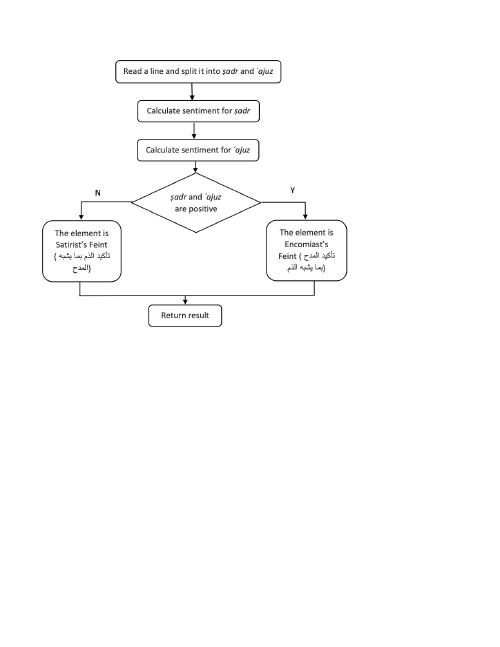 Read a line and split it into ṣadr and ʿajuz
Calculate sentiment for ṣadr
Calculate sentiment for ʿajuz
ṣadr and ʿajuz
are positive
N
Y
The element is
Satirist's Feint
( تأكيد الذم بما يشبه
المدح)
The element is
Encomiast's
Feint ( تأكيد المدح
بما يشبه الذم)
Return result